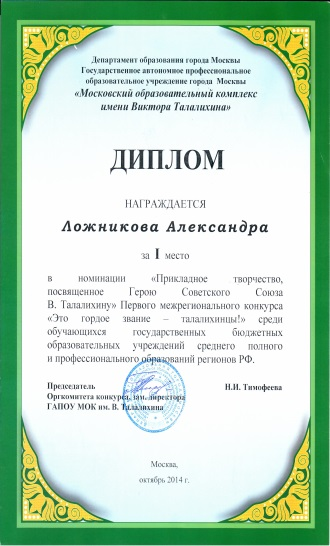 Департамент образования города Москвы
Государственное автономное профессиональное
образовательное учреждение города Москвы
«Московский образовательный комплекс
имени Виктора Талалихина»
ДИПЛОМ
НАГРАЖДАЕТСЯ
Ложникова Александра
за I место
в номинации «Прикладное творчество,
посвященное Герою Советского Союза
В. Талалихину» Первого межрегионального конкурса
«Это гордое звание – талалихинцы!» среди
обучающихся государственных бюджетных
образовательных учреждений среднего полного
и профессионального образований регионов РФ.
Председатель Н.И. Тимофеева
Оргкомитета конкурса, зам. директора
ГАПОУ МОК им. В. Талалихина
Москва,
октябрь 2014 г.